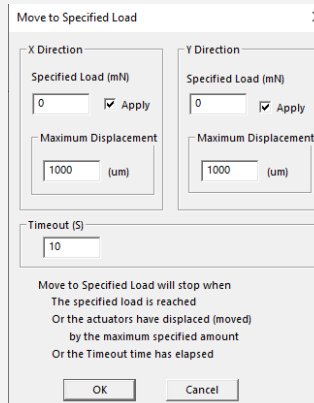 Move to Specified Load
X Direction
Specified Load (mN)
0
Apply
Maximum Displacement
1000
(um)
Y Direction
Specified Load (mN)
0
Apply
Maximum Displacement
1000
(um)
Timeout (S)
10
Move to Specified Load will stop when
The specified load is reached
Or the actuators have displaced (moved)
by the maximum specified amount
Or the Timeout time has elapsed
OK
Cancel